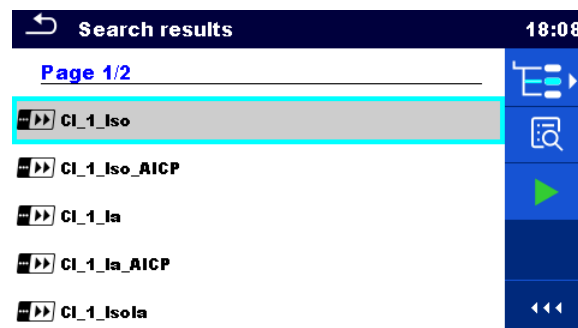 Search results
18:08
Page 1/2
Cl_1_Iso
Cl_1_Iso_AICP
Cl_1_Ia
Cl_1_Ia_AICP
Cl_1_IsoIa